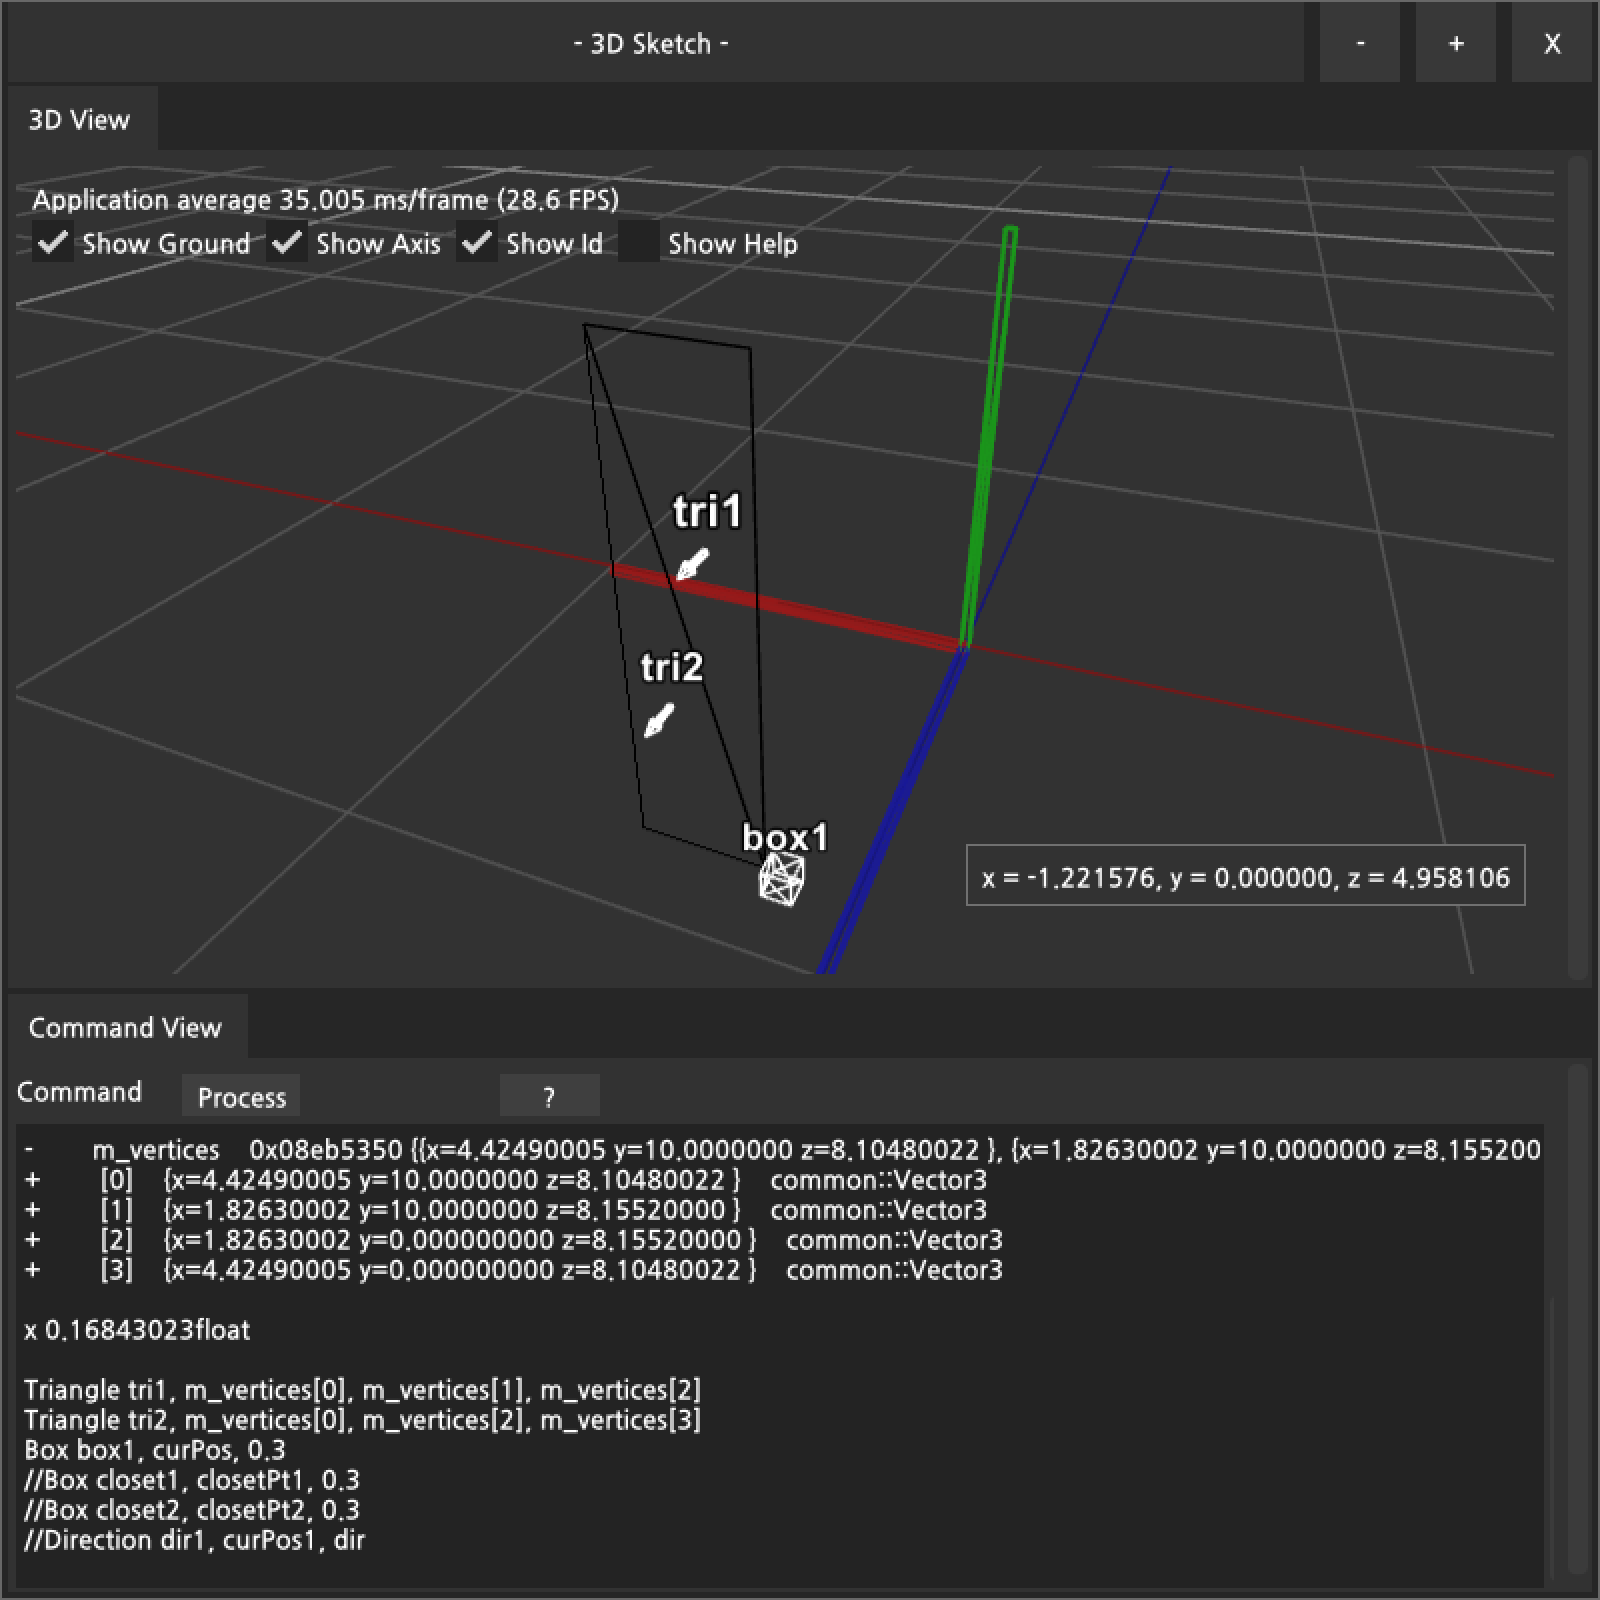 - 3D Sketch -
- + X
3D View
Application average 35.005 ms/frame (28.6 FPS)
Show Ground Show Axis Show Id Show Help
tri1
tri2
box1
x = -1.221576, y = 0.000000, z = 4.958106
Command View
Command Process ?
- m_vertices 0x08eb5350 {{x=4.42490005 y=10.0000000 z=8.10480022 }, {x=1.82630002 y=10.0000000 z=8.155200
+ [0] {x=4.42490005 y=10.0000000 z=8.10480022 } common::Vector3
+ [1] {x=1.82630002 y=10.0000000 z=8.15520000 } common::Vector3
+ [2] {x=1.82630002 y=0.000000000 z=8.15520000 } common::Vector3
+ [3] {x=4.42490005 y=0.000000000 z=8.10480022 } common::Vector3
x 0.16843023float
Triangle tri1, m_vertices[0], m_vertices[1], m_vertices[2]
Triangle tri2, m_vertices[0], m_vertices[2], m_vertices[3]
Box box1, curPos, 0.3
//Box closet1, closetPt1, 0.3
//Box closet2, closetPt2, 0.3
//Direction dir1, curPos1, dir